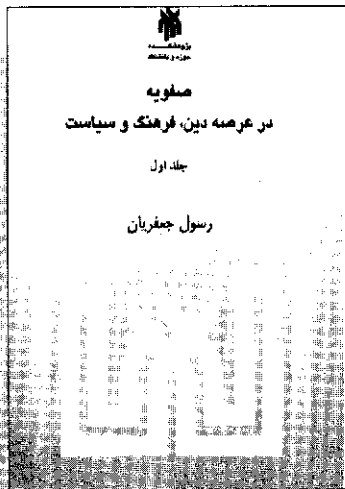 پژوهشکده
حوزه و دانشگاه
صفویه
در عرصه دین، فرهنگ و سیاست
جلد اول
رسول جعفریان